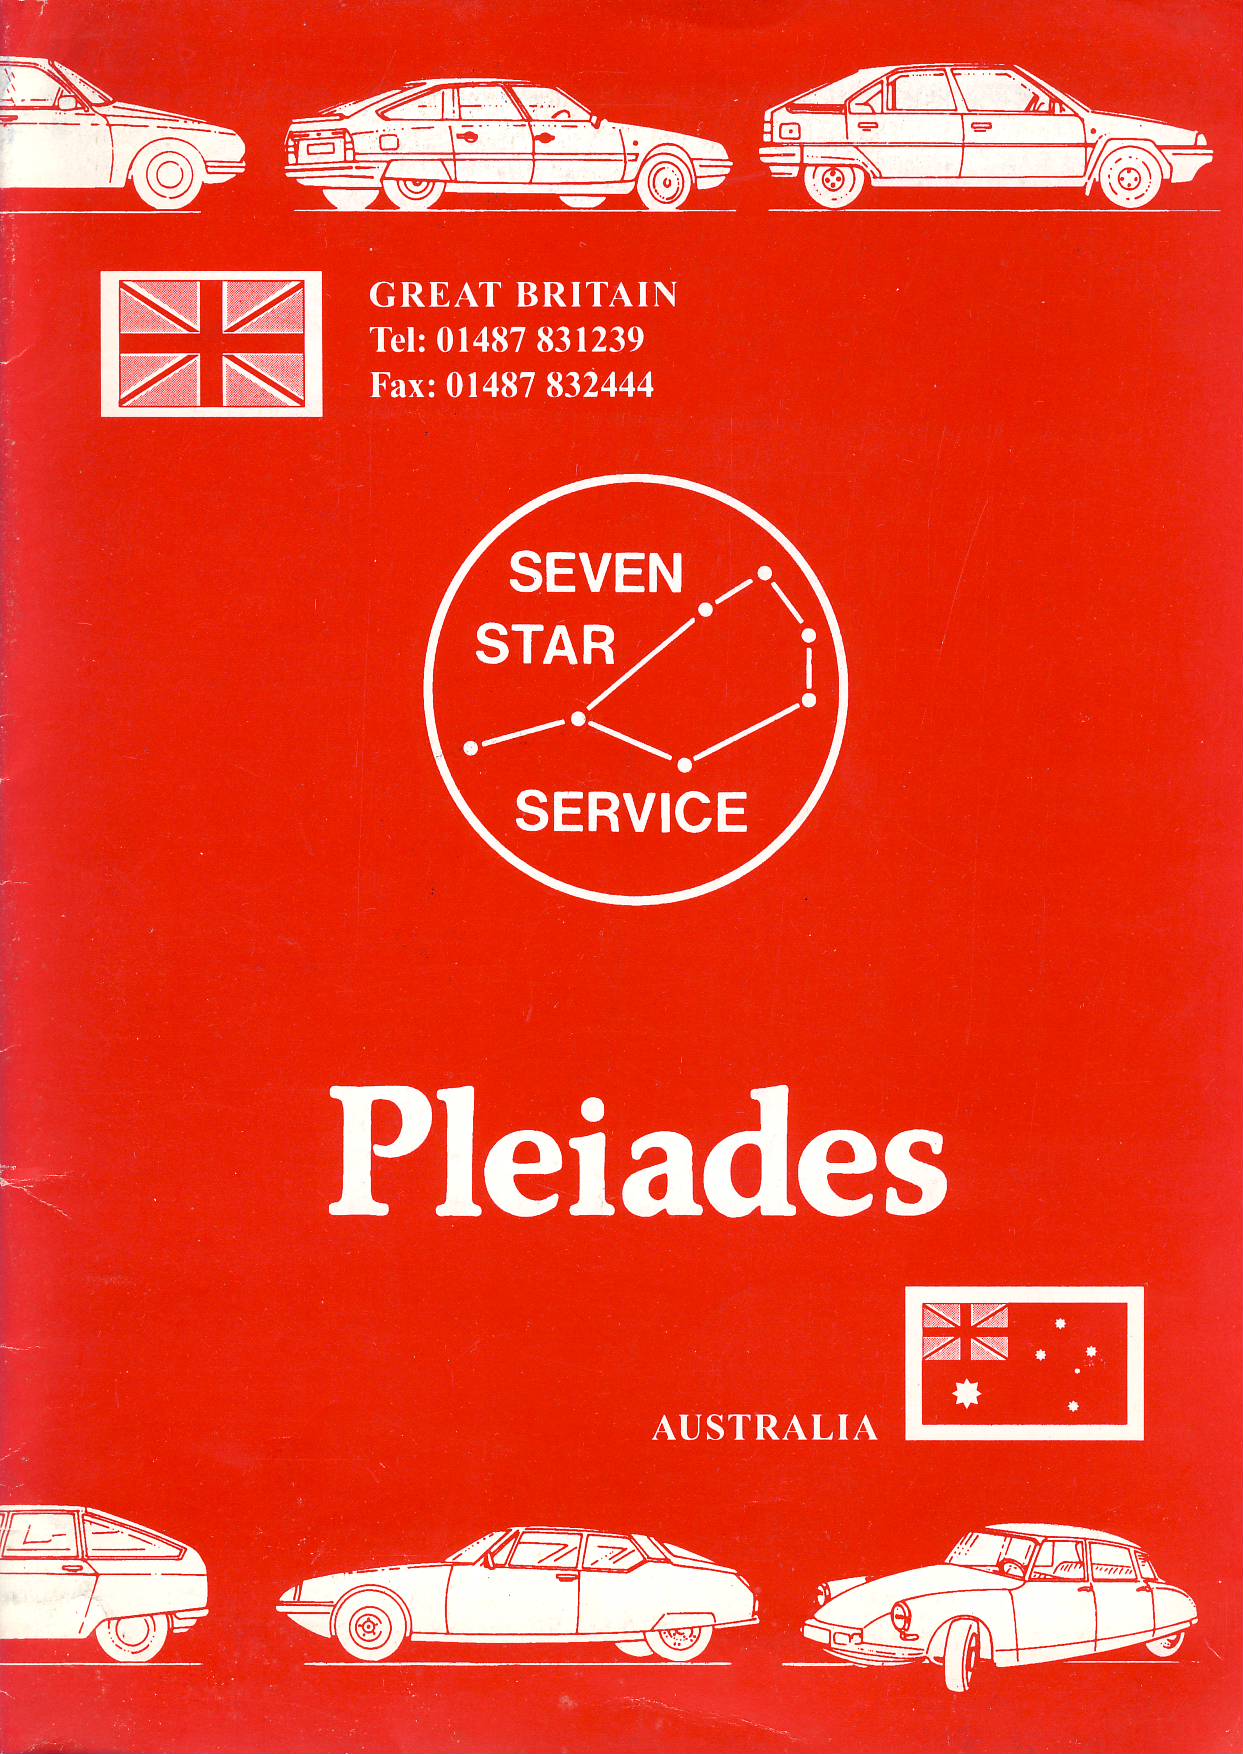 GREAT BRITAIN
Tel: 01487 831239
Fax: 01487 832444
SEVEN
STAR
SERVICE
Pleiades
AUSTRALIA